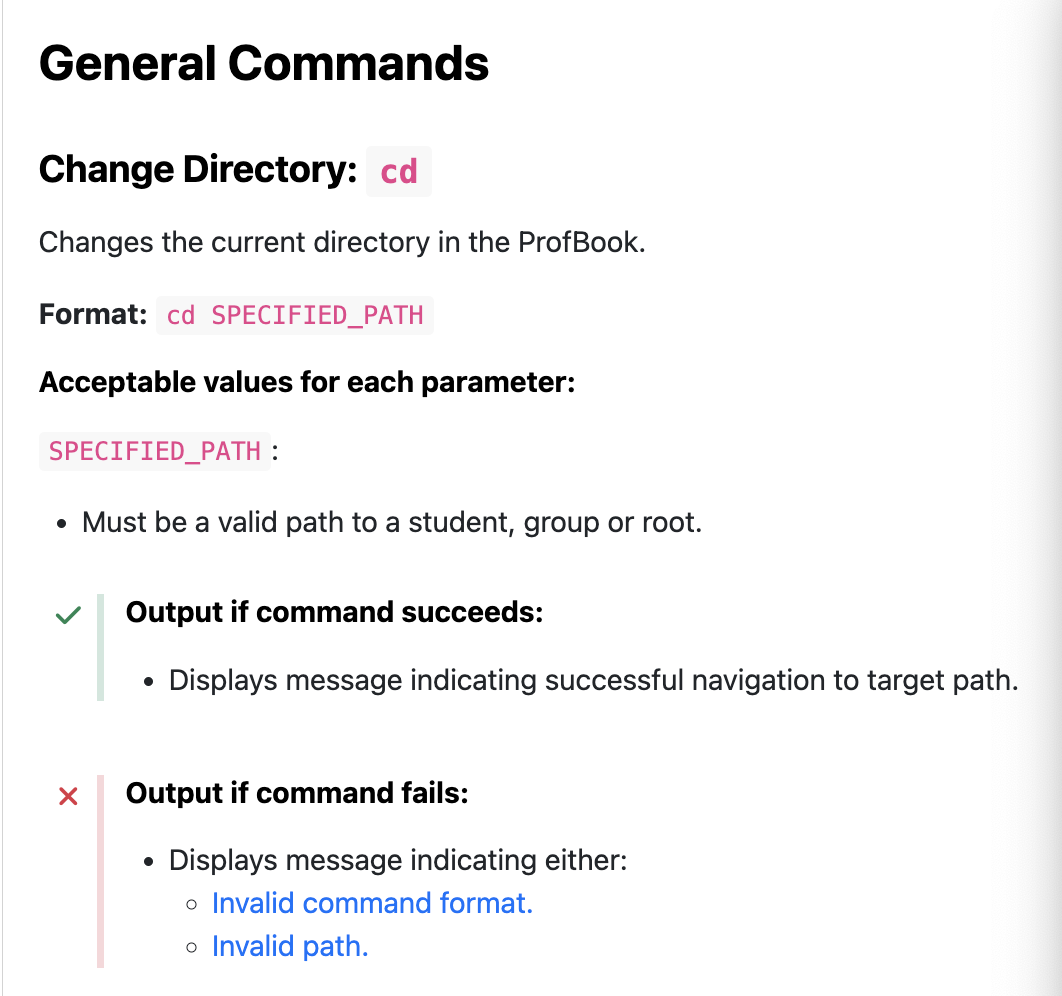 General Commands
Change Directory: cd
Changes the current directory in the ProfBook.
Format: cd SPECIFIED_PATH
Acceptable values for each parameter:
SPECIFIED_PATH:
Must be a valid path to a student, group or root.
Output if command succeeds:
Displays message indicating successful navigation to target path.
Output if command fails:
Displays message indicating either:
Invalid command format.
Invalid path.